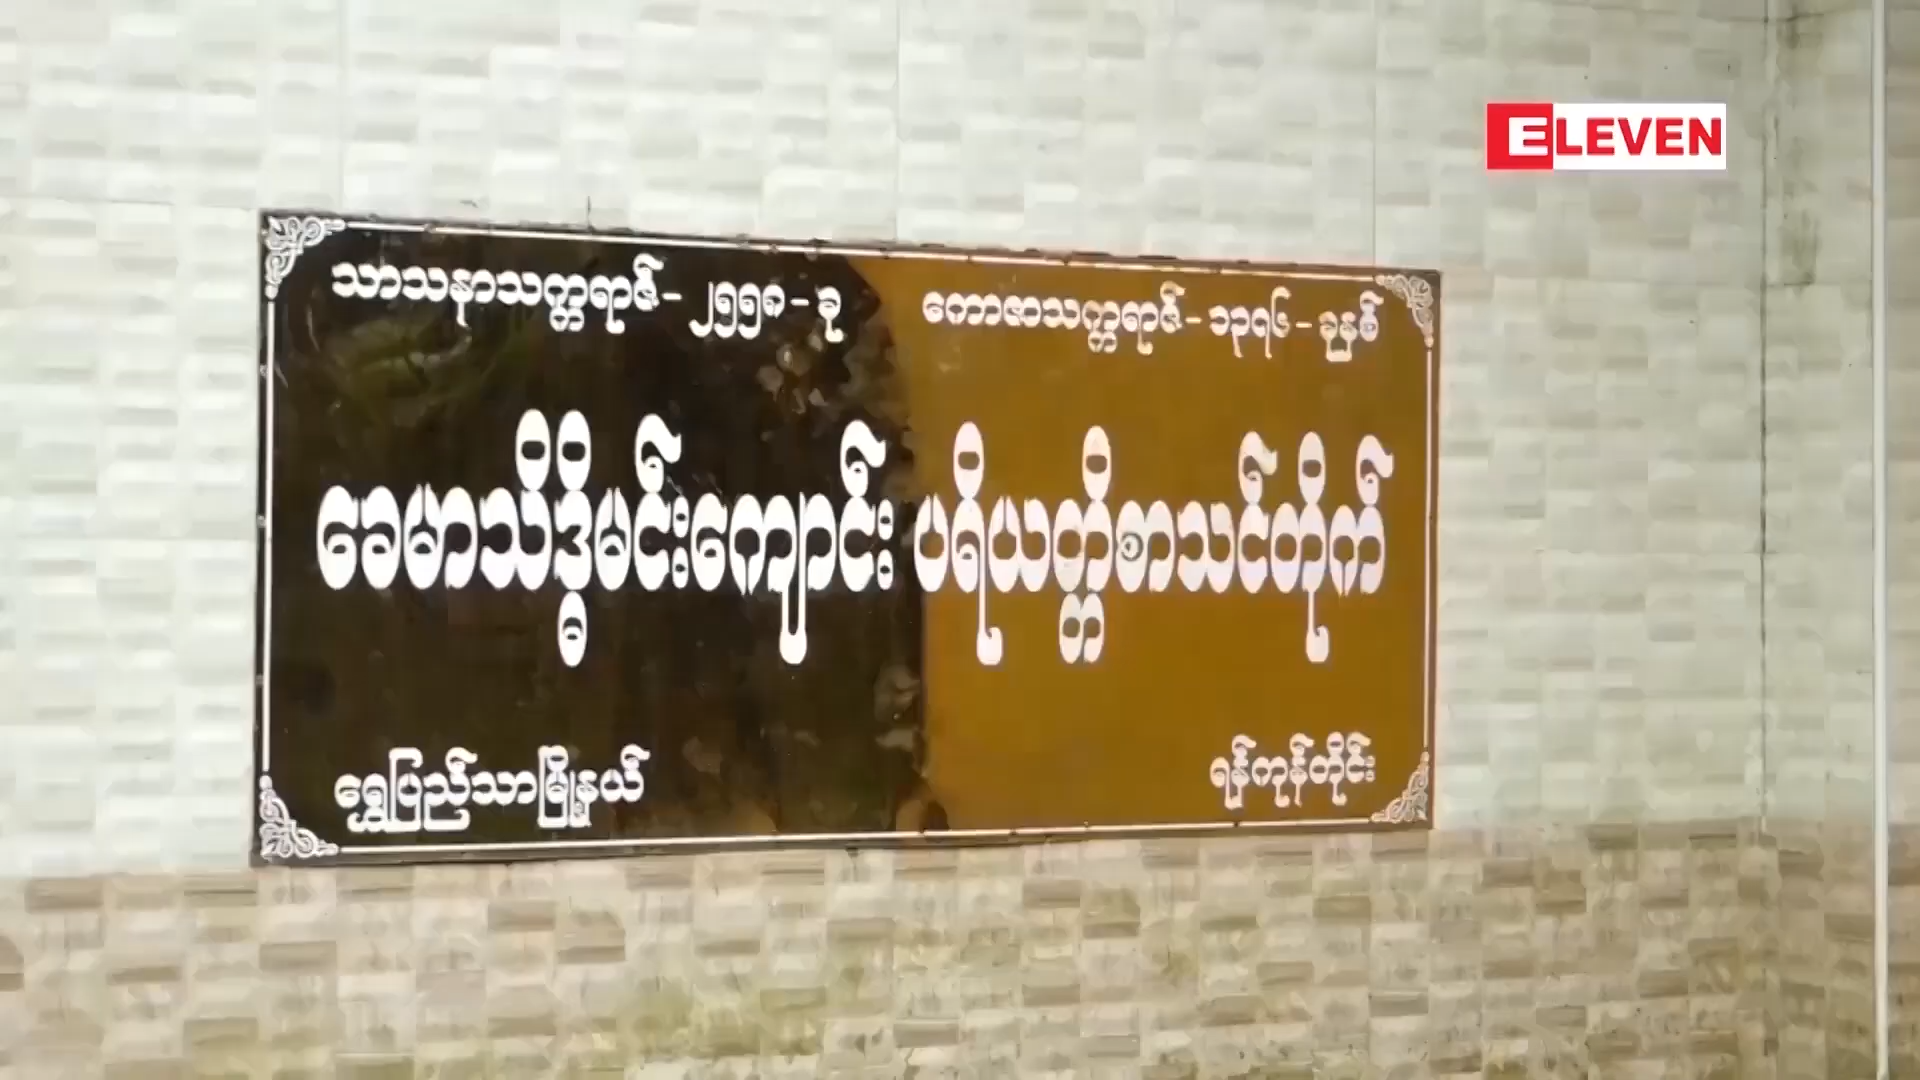 ELEVEN
သာသနာသက္ကရာဇ် - ၂၅၅၈ - ခု
ကောဇာသက္ကရာဇ် - ၁၃၇၆ - ခုနှစ်
ခေမာသိဒ္ဓိမင်းကျောင်း ပရိယတ္တိစာသင်တိုက်
ရွှေပြည်သာမြို့နယ်
ရန်ကုန်တိုင်း